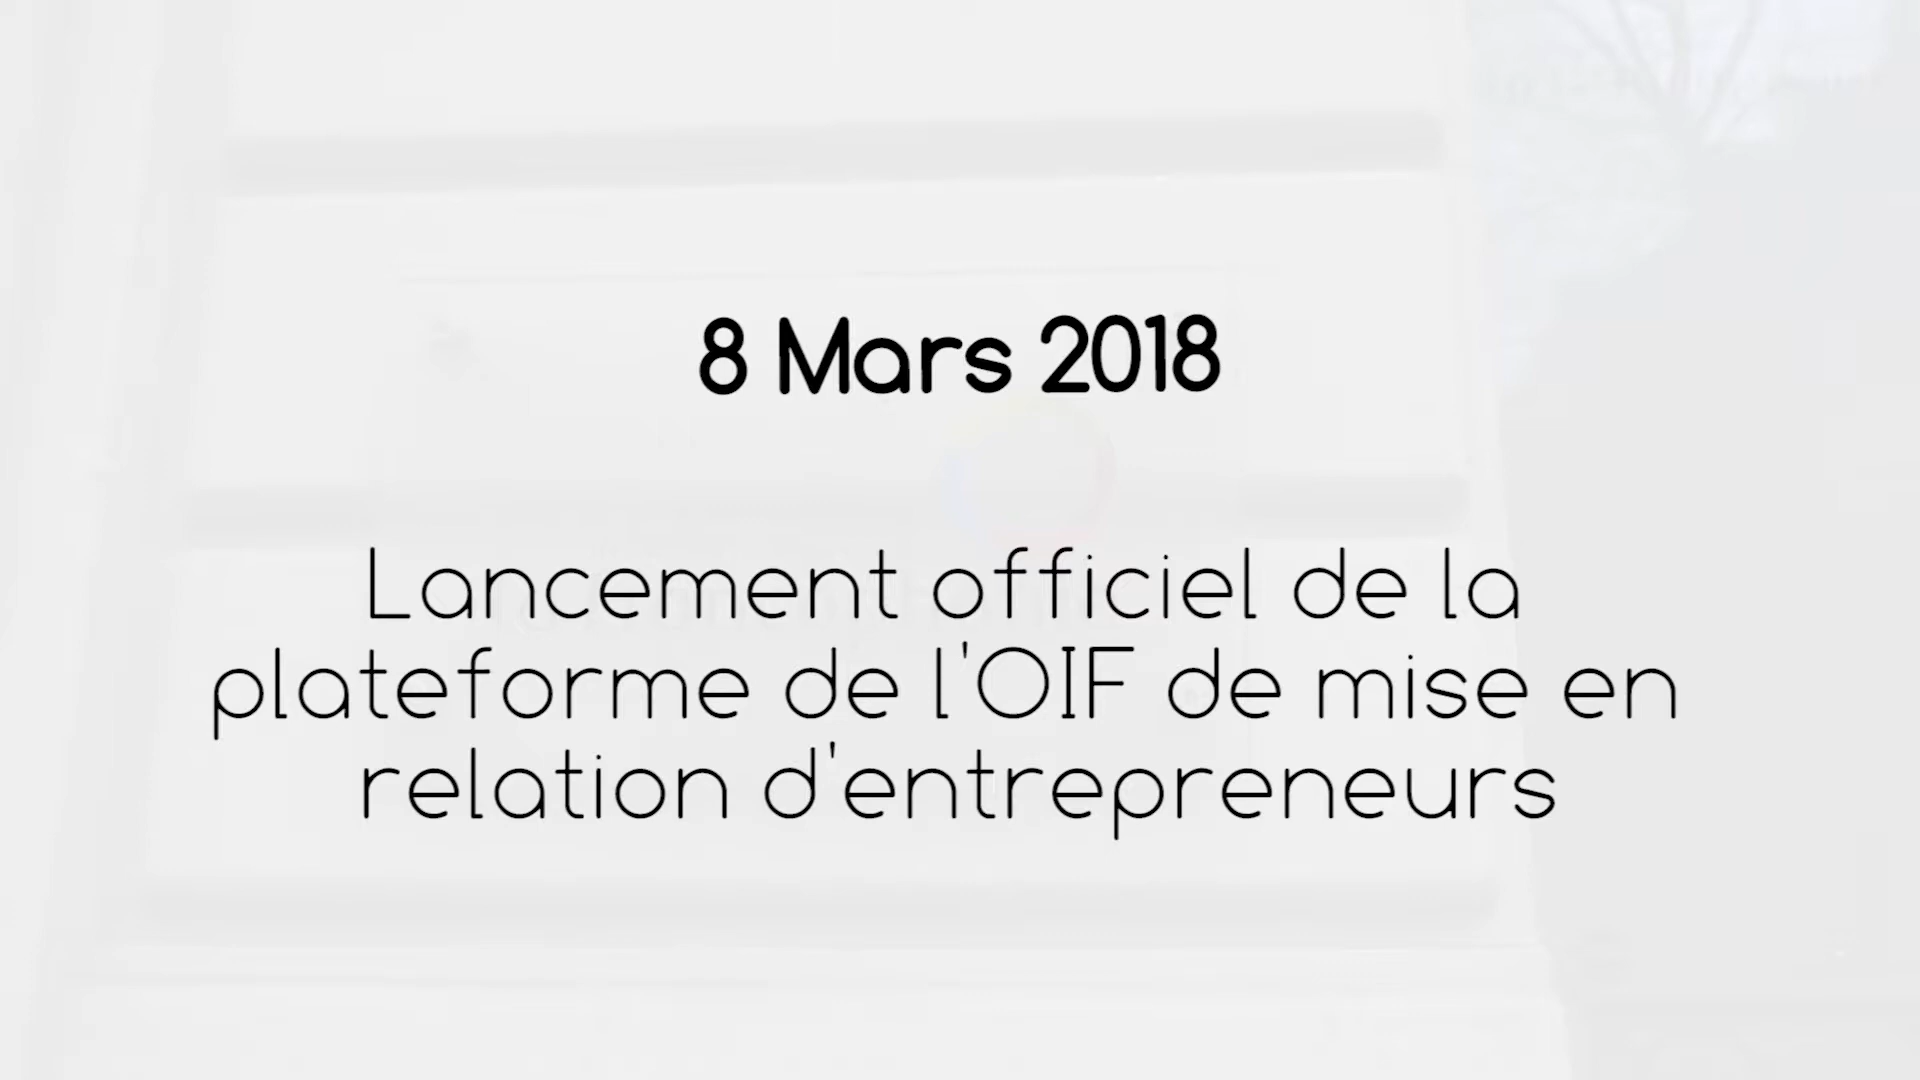 8 Mars 2018
Lancement officiel de la
plateforme de l'OIF de mise en
relation d'entrepreneurs